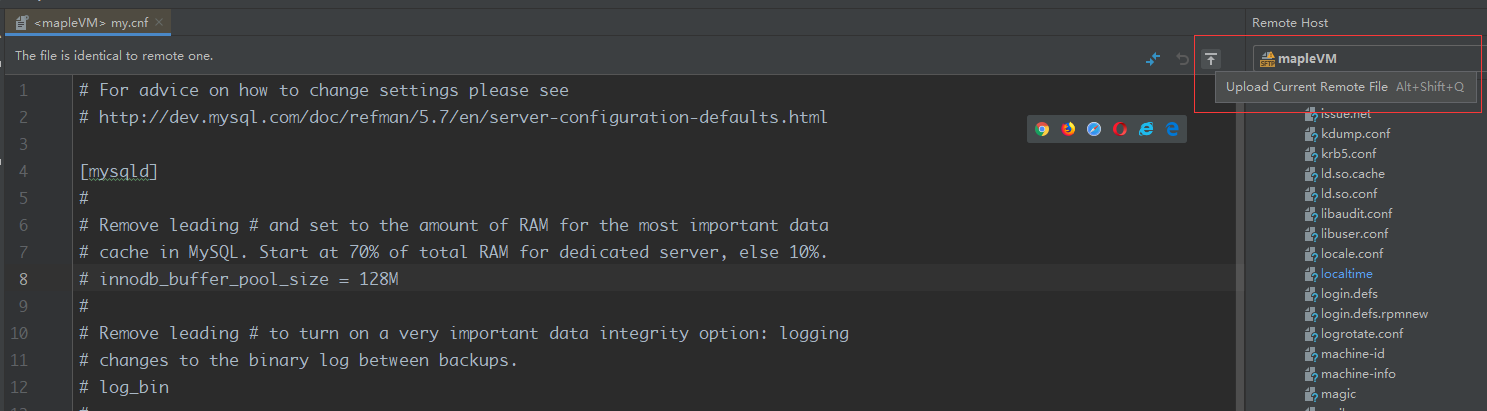 <mapleVM> my.cnf
Remote Host
The file is identical to remote one.
SFTP mapleVM
Upload Current Remote File Alt+Shift+Q
1 # For advice on how to change settings please see
2 # http://dev.mysql.com/doc/refman/5.7/en/server-configuration-defaults.html
3
4 [mysqld]
5 #
6 # Remove leading # and set to the amount of RAM for the most important data
7 # cache in MySQL. Start at 70% of total RAM for dedicated server, else 10%.
8 # innodb_buffer_pool_size = 128M
9 #
10 # Remove leading # to turn on a very important data integrity option: logging
11 # changes to the binary log between backups.
12 # log_bin
issue.net
kdump.conf
krb5.conf
ld.so.cache
ld.so.conf
libaudit.conf
libuser.conf
locale.conf
localtime
login.defs
login.defs.rpmnew
logrotate.conf
machine-id
machine-info
magic